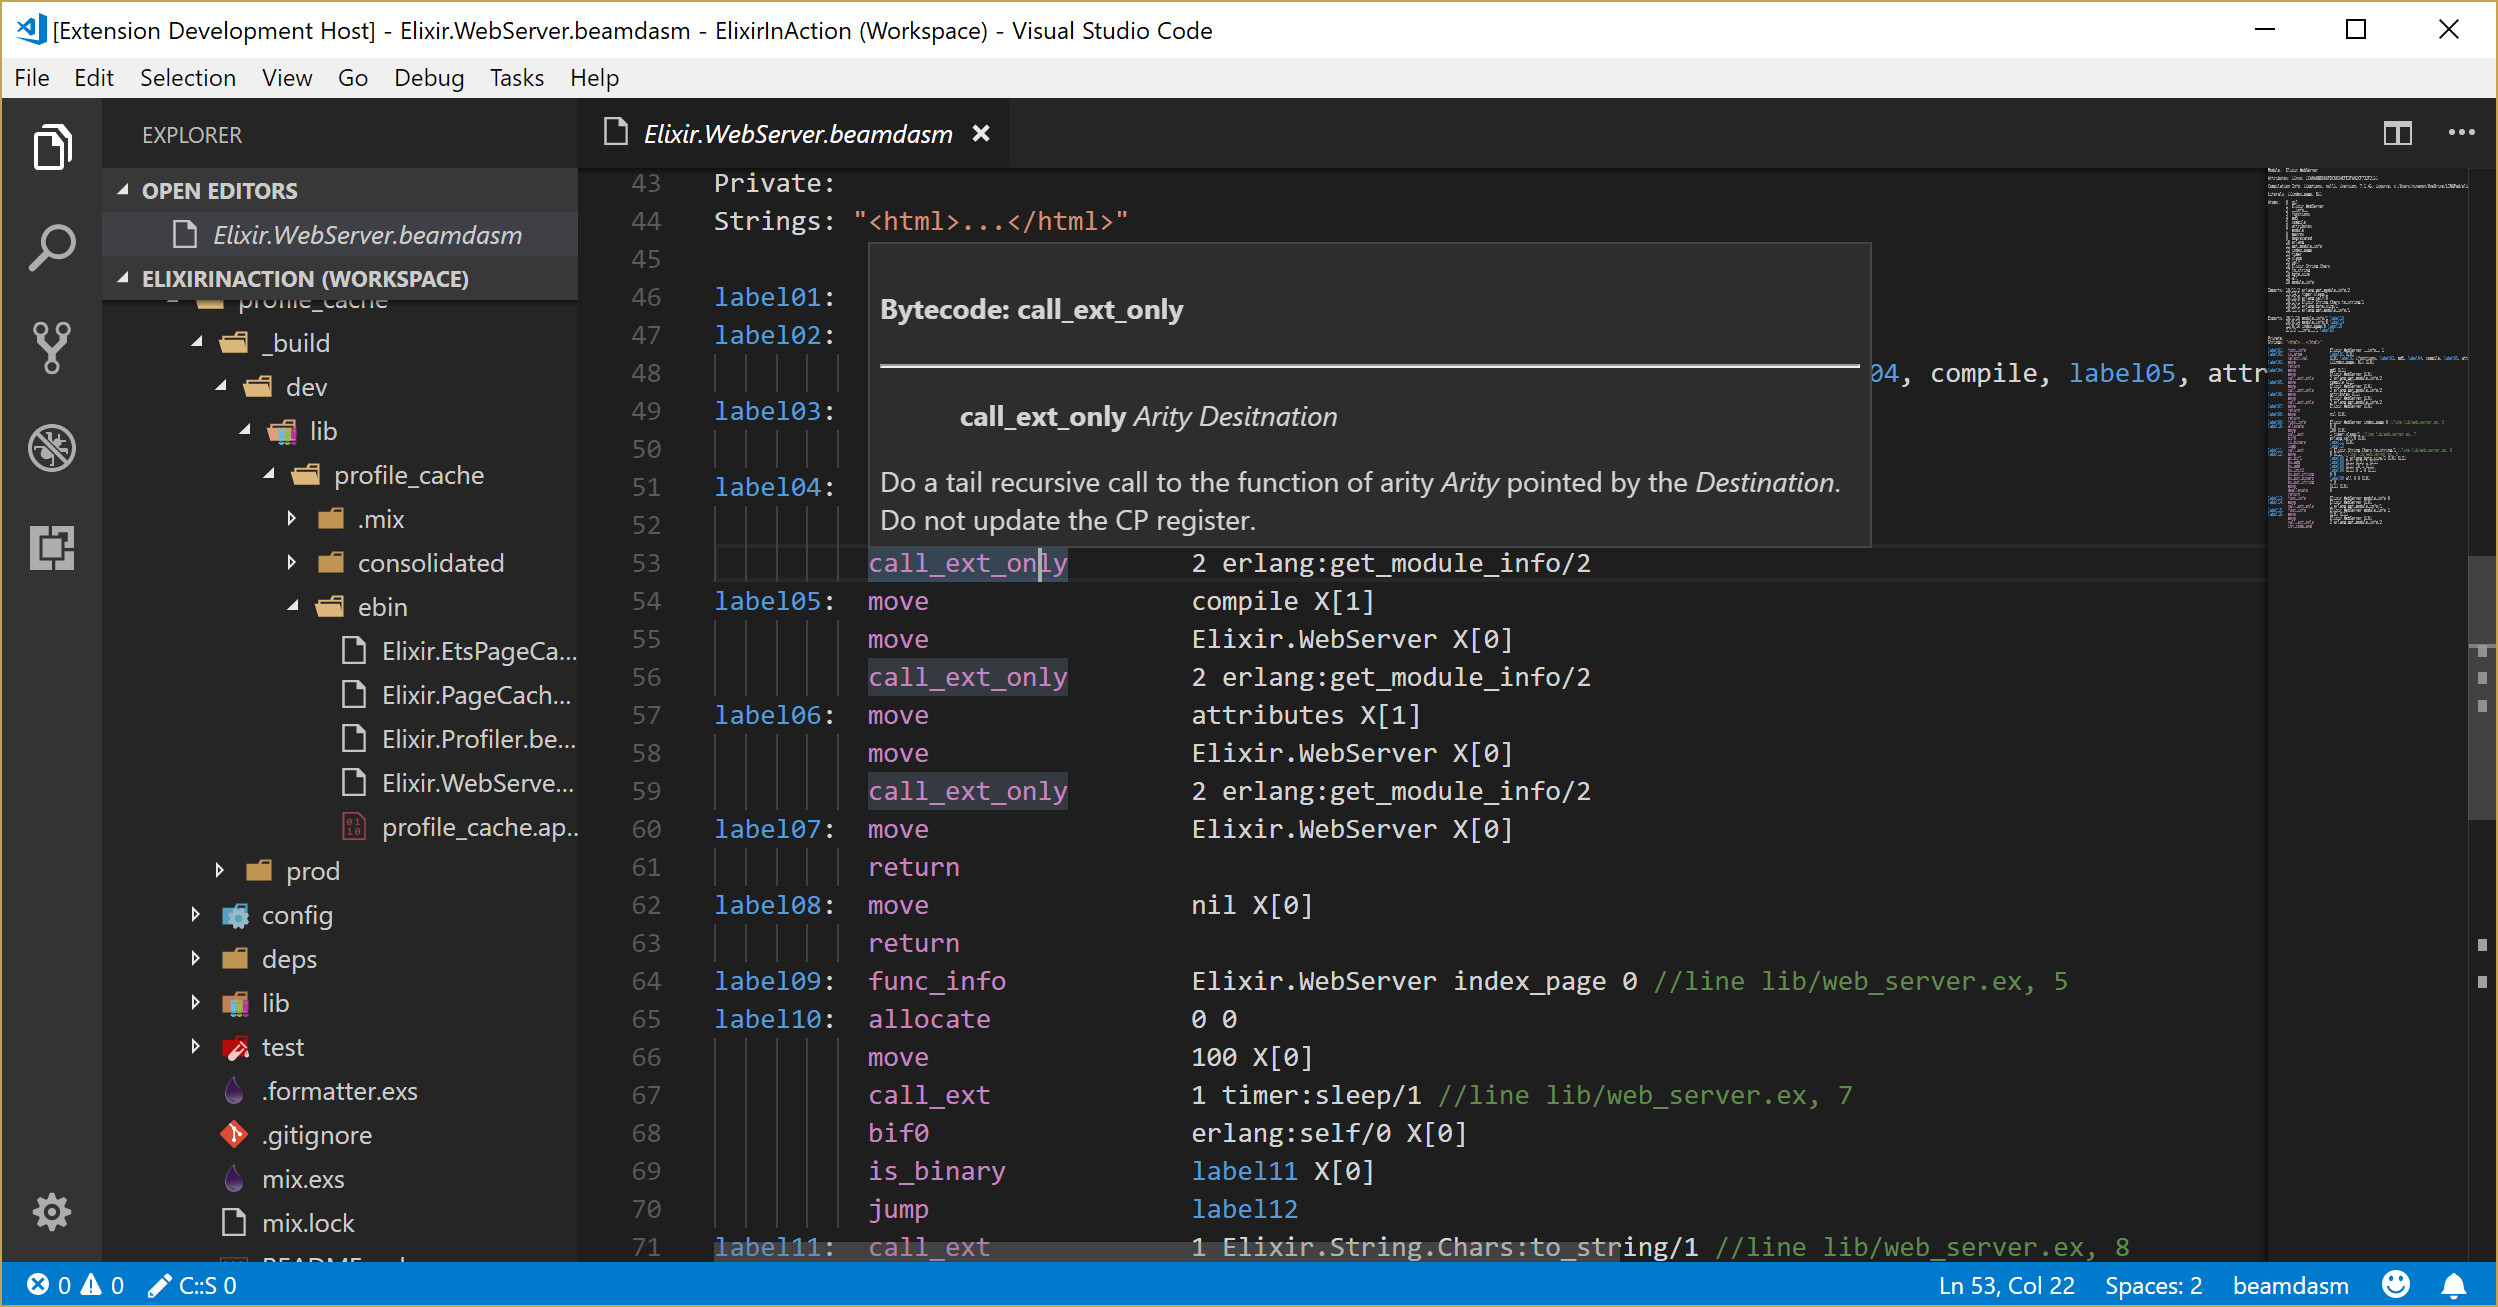 [Extension Development Host] - Elixir.WebServer.beamdasm - ElixirInAction (Workspace) - Visual Studio Code
File Edit Selection View Go Debug Tasks Help
EXPLORER
OPEN EDITORS
Elixir.WebServer.beamdasm
ELIXIRINACTION (WORKSPACE)
profile_cache
_build
dev
lib
profile_cache
.mix
consolidated
ebin
Elixir.EtsPageCa...
Elixir.PageCach...
Elixir.Profiler.be...
Elixir.WebServe...
profile_cache.ap..
prod
config
deps
lib
test
.formatter.exs
.gitignore
mix.exs
mix.lock
Elixir.WebServer.beamdasm
43 Private:
44 Strings: "<html>...</html>"
45
46 label01:
47 label02:
48 04, compile, label05, attr
49 label03:
50
51 label04:
52
Bytecode: call_ext_only
call_ext_only Arity Desitnation
Do a tail recursive call to the function of arity Arity pointed by the Destination.
Do not update the CP register.
53 call_ext_only 2 erlang:get_module_info/2
54 label05: move compile X[1]
55 move Elixir.WebServer X[0]
56 call_ext_only 2 erlang:get_module_info/2
57 label06: move attributes X[1]
58 move Elixir.WebServer X[0]
59 call_ext_only 2 erlang:get_module_info/2
60 label07: move Elixir.WebServer X[0]
61 return
62 label08: move nil X[0]
63 return
64 label09: func_info Elixir.WebServer index_page 0 //line lib/web_server.ex, 5
65 label10: allocate 0 0
66 move 100 X[0]
67 call_ext 1 timer:sleep/1 //line lib/web_server.ex, 7
68 bif0 erlang:self/0 X[0]
69 is_binary label11 X[0]
70 jump label12
71 label11: call_ext 1 Elixir.String.Chars:to_string/1 //line lib/web_server.ex, 8
0 0 C::S 0 Ln 53, Col 22 Spaces: 2 beamdasm